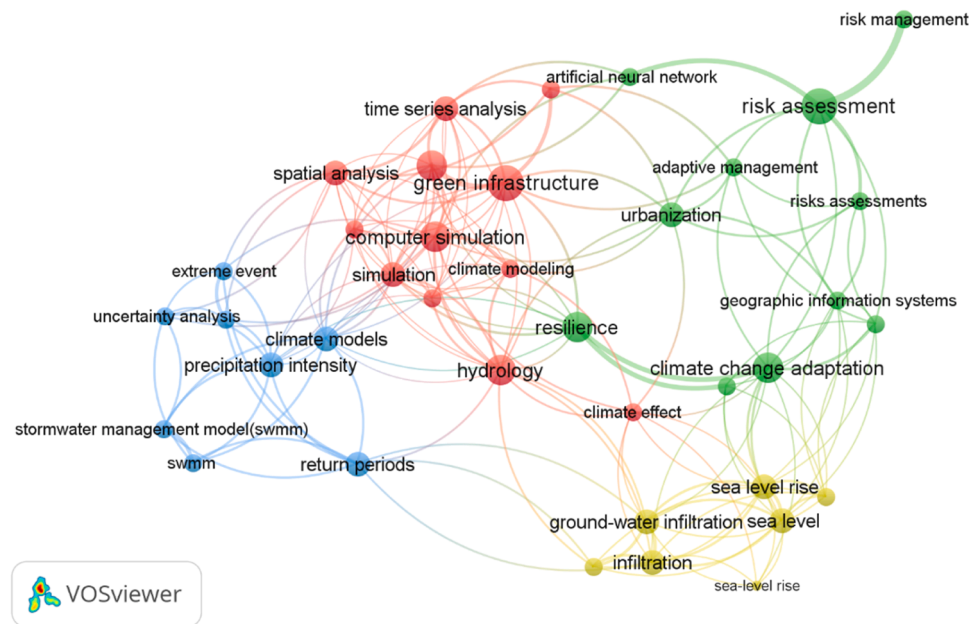 risk management
artificial neural network
risk assessment
time series analysis
adaptive management
spatial analysis
green infrastructure
risks assessments
urbanization
computer simulation
climate modeling
extreme event
simulation
geographic information systems
uncertainty analysis
resilience
climate models
precipitation intensity
hydrology
climate change adaptation
climate effect
stormwater management model(swmm)
swmm
return periods
sea level rise
ground-water infiltration
sea level
infiltration
sea-level rise
VOSviewer